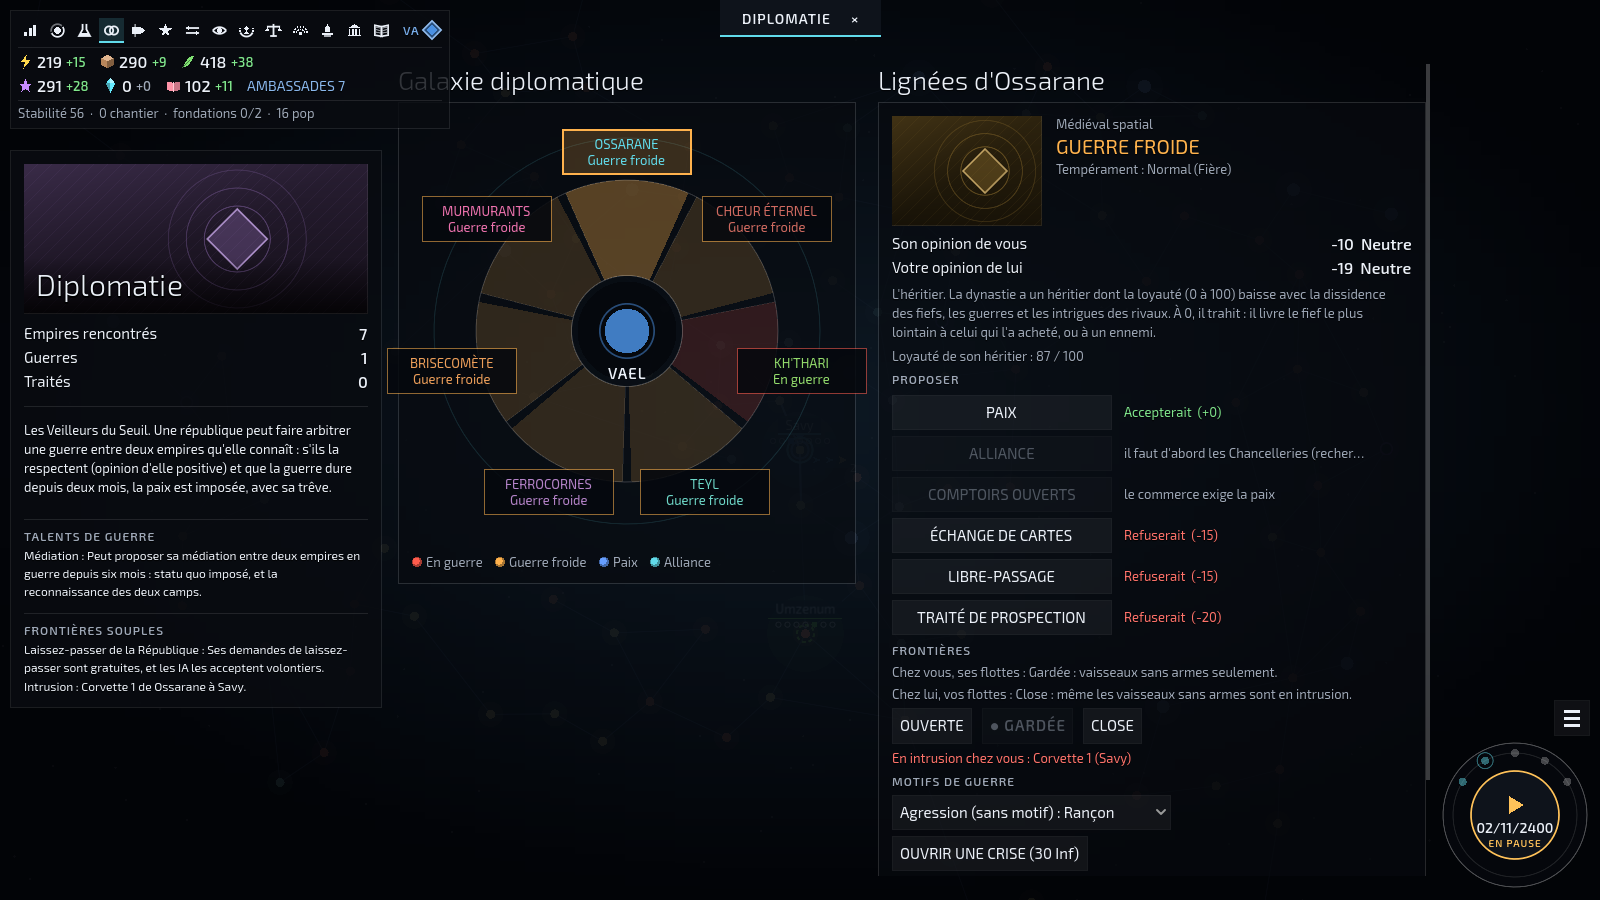 DIPLOMATIE ×
VA
219 +15 290 +9 418 +38
291 +28 0 +0 102 +11 AMBASSADES 7
Stabilité 56 · 0 chantier · fondations 0/2 · 16 pop
Diplomatie
Empires rencontrés 7
Guerres 1
Traités 0
Les Veilleurs du Seuil. Une république peut faire arbitrer
une guerre entre deux empires qu'elle connaît : s'ils la
respectent (opinion d'elle positive) et que la guerre dure
depuis deux mois, la paix est imposée, avec sa trêve.
TALENTS DE GUERRE
Médiation : Peut proposer sa médiation entre deux empires en
guerre depuis six mois : statu quo imposé, et la
reconnaissance des deux camps.
FRONTIÈRES SOUPLES
Laissez-passer de la République : Ses demandes de laissez-
passer sont gratuites, et les IA les acceptent volontiers.
Intrusion : Corvette 1 de Ossarane à Savy.
Galaxie diplomatique
OSSARANE
Guerre froide
MURMURANTS
Guerre froide
CHŒUR ÉTERNEL
Guerre froide
BRISECOMÈTE
Guerre froide
VAEL
KH'THARI
En guerre
FERROCORNES
Guerre froide
TEYL
Guerre froide
En guerre Guerre froide Paix Alliance
Savy
Umzenum
Lignées d'Ossarane
Médiéval spatial
GUERRE FROIDE
Tempérament : Normal (Fière)
Son opinion de vous -10 Neutre
Votre opinion de lui -19 Neutre
L'héritier. La dynastie a un héritier dont la loyauté (0 à 100) baisse avec la dissidence
des fiefs, les guerres et les intrigues des rivaux. À 0, il trahit : il livre le fief le plus
lointain à celui qui l'a acheté, ou à un ennemi.
Loyauté de son héritier : 87 / 100
PROPOSER
PAIX Accepterait (+0)
ALLIANCE il faut d'abord les Chancelleries (recher…
COMPTOIRS OUVERTS le commerce exige la paix
ÉCHANGE DE CARTES Refuserait (-15)
LIBRE-PASSAGE Refuserait (-15)
TRAITÉ DE PROSPECTION Refuserait (-20)
FRONTIÈRES
Chez vous, ses flottes : Gardée : vaisseaux sans armes seulement.
Chez lui, vos flottes : Close : même les vaisseaux sans armes sont en intrusion.
OUVERTE ● GARDÉE CLOSE
En intrusion chez vous : Corvette 1 (Savy)
MOTIFS DE GUERRE
Agression (sans motif) : Rançon
OUVRIR UNE CRISE (30 Inf)
02/11/2400
EN PAUSE